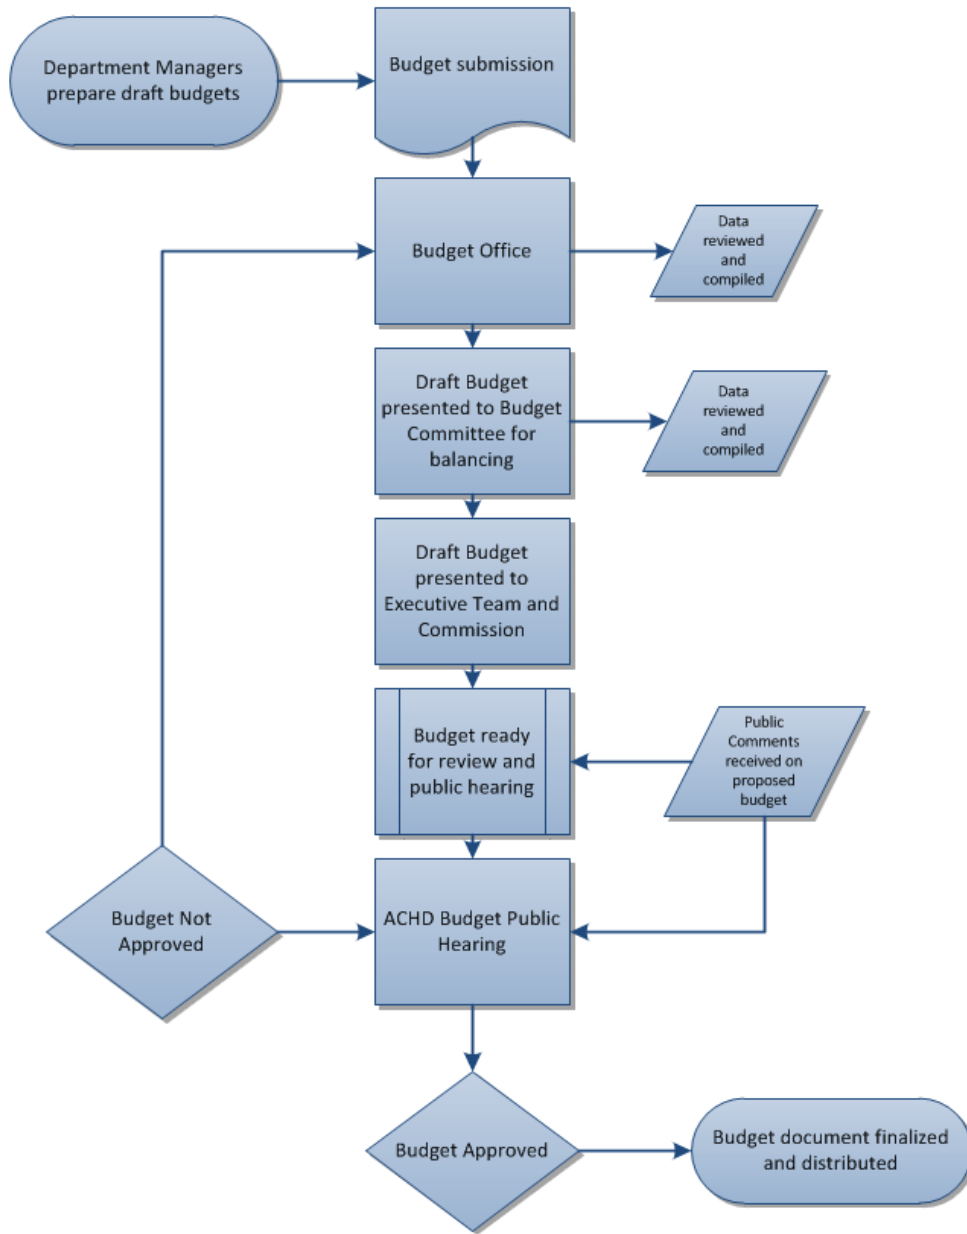 Department Managers
prepare draft budgets
Budget submission
Budget Office
Data
reviewed
and
compiled
Draft Budget
presented to Budget
Committee for
balancing
Data
reviewed
and
compiled
Draft Budget
presented to
Executive Team and
Commission
Budget ready
for review and
public hearing
Public
Comments
received on
proposed
budget
Budget Not
Approved
ACHD Budget Public
Hearing
Budget Approved
Budget document finalized
and distributed